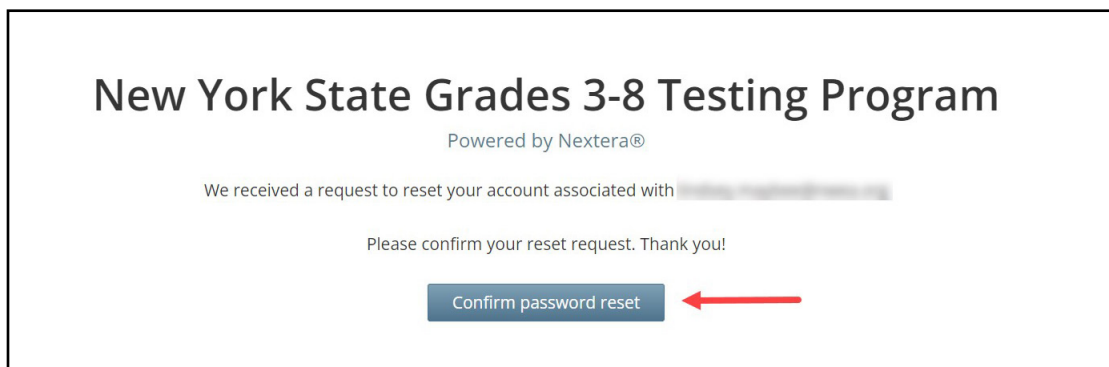 New York State Grades 3-8 Testing Program
Powered by Nextera®
We received a request to reset your account associated with
Please confirm your reset request. Thank you!
Confirm password reset